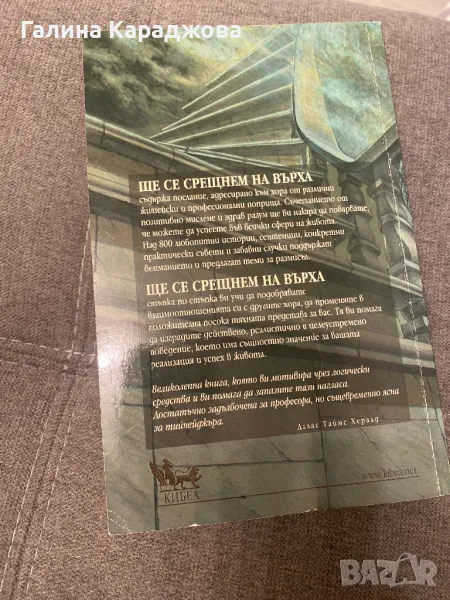 Галина Караджова
ЩЕ СЕ СРЕЩНЕМ НА ВЪРХА
съдържа послание, адресирано към хора от различни
житейски и професионални поприща. Съчетанието от
позитивно мислене и здрав разум ще ви накара да повярвате,
че можете да успеете във всички сфери на живота.
Над 800 любопитни истории, сентенции, конкретни
практически съвети и забавни случки поддържат
вниманието и предлагат теми за размисъл.
ЩЕ СЕ СРЕЩНЕМ НА ВЪРХА
стъпка по стъпка ви учи да подобрявате
взаимоотношенията си с другите хора, да променяте в
положителна посока тяхната представа за вас. Тя ви помага
да изградите действено, реалистично и целеустремено
поведение, което има същностно значение за вашата
реализация и успех в живота.
Великолепна книга, която ви мотивира чрез логически
средства и ви помага да запазите тази нагласа.
Достатъчно задълбочена за професора, но същевременно ясна
за тийнейджъра.
Далас Таймс Хералд
КИБЕА
www.kibea.net
BAZAR